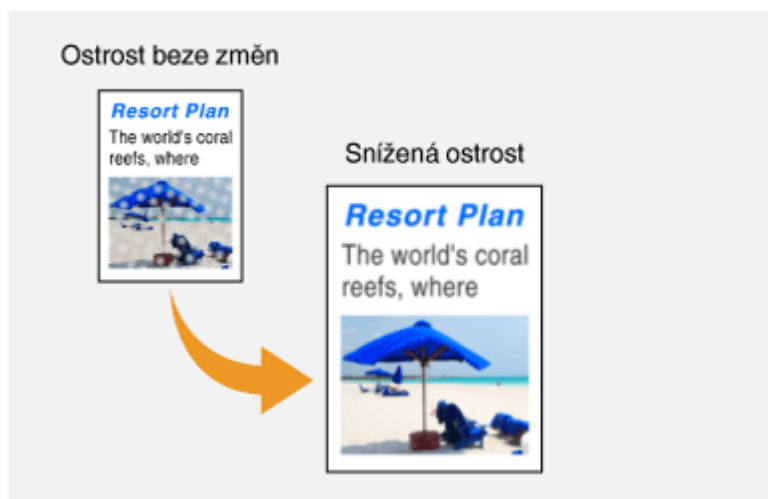 Ostrost beze změn
Resort Plan
The world's coral
reefs, where
Snížená ostrost
Resort Plan
The world's coral
reefs, where